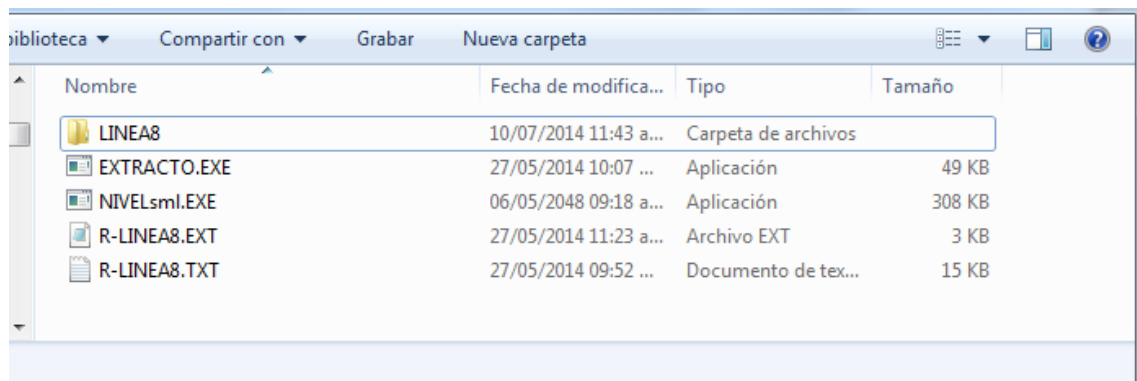 biblioteca Compartir con Grabar Nueva carpeta
Nombre Fecha de modifica... Tipo Tamaño
LINEA8 10/07/2014 11:43 a... Carpeta de archivos
EXTRACTO.EXE 27/05/2014 10:07 ... Aplicación 49 KB
NIVELsml.EXE 06/05/2048 09:18 a... Aplicación 308 KB
R-LINEA8.EXT 27/05/2014 11:23 a... Archivo EXT 3 KB
R-LINEA8.TXT 27/05/2014 09:52 ... Documento de tex... 15 KB